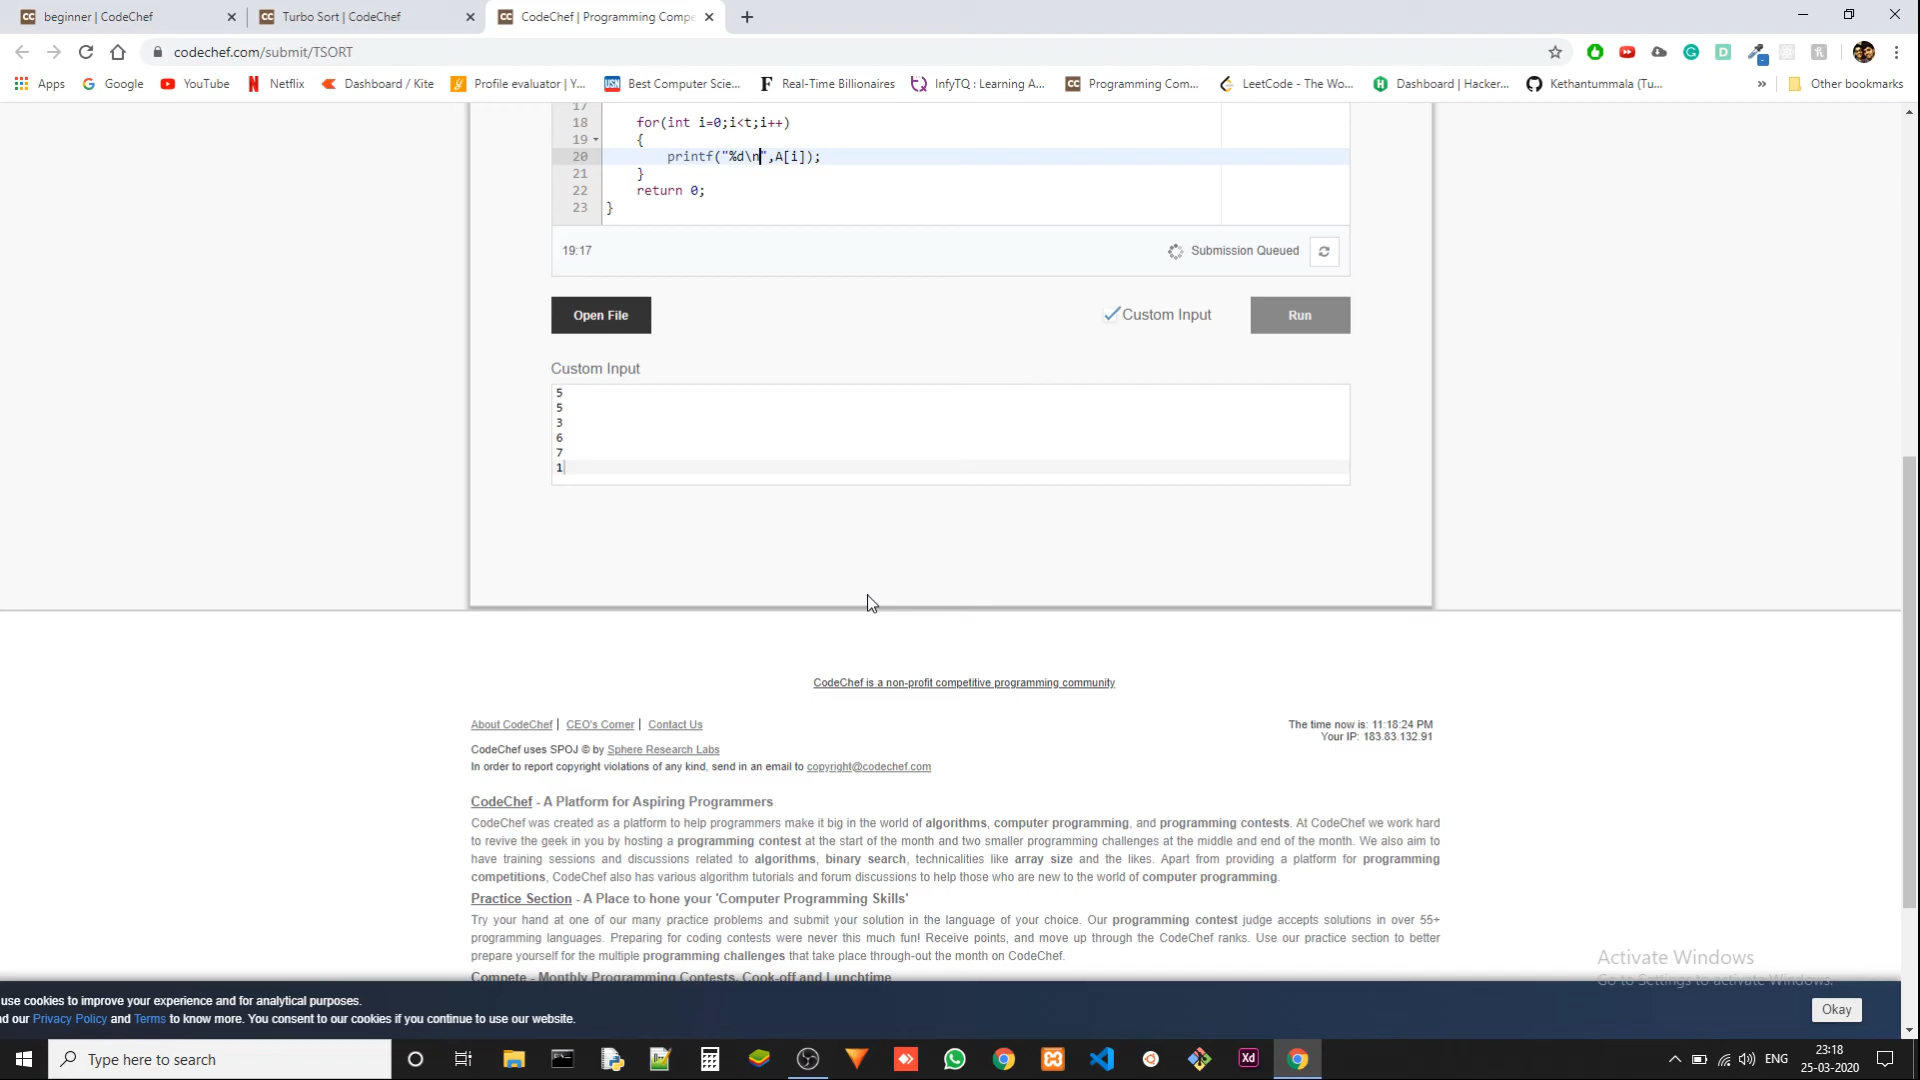 beginner | CodeChef
Turbo Sort | CodeChef
CodeChef | Programming Compe
codechef.com/submit/TSORT
Apps
Google
YouTube
Netflix
Dashboard / Kite
Profile evaluator | Y...
Best Computer Scie...
Real-Time Billionaires
InfyTQ : Learning A...
Programming Com...
LeetCode - The Wo...
Dashboard | Hacker...
Kethantummala (Tu...
»
Other bookmarks
17
18 for(int i=0;i<t;i++)
19 {
20 printf("%d\n",A[i]);
21 }
22 return 0;
23 }
19:17
Submission Queued
Open File
Custom Input
Run
Custom Input
5
5
3
6
7
1
CodeChef is a non-profit competitive programming community
About CodeChef | CEO's Corner | Contact Us
The time now is: 11:18:24 PM
Your IP: 183.83.132.91
CodeChef uses SPOJ © by Sphere Research Labs
In order to report copyright violations of any kind, send in an email to copyright@codechef.com
CodeChef - A Platform for Aspiring Programmers
CodeChef was created as a platform to help programmers make it big in the world of algorithms, computer programming, and programming contests. At CodeChef we work hard
to revive the geek in you by hosting a programming contest at the start of the month and two smaller programming challenges at the middle and end of the month. We also aim to
have training sessions and discussions related to algorithms, binary search, technicalities like array size and the likes. Apart from providing a platform for programming
competitions, CodeChef also has various algorithm tutorials and forum discussions to help those who are new to the world of computer programming.
Practice Section - A Place to hone your 'Computer Programming Skills'
Try your hand at one of our many practice problems and submit your solution in the language of your choice. Our programming contest judge accepts solutions in over 55+
programming languages. Preparing for coding contests were never this much fun! Receive points, and move up through the CodeChef ranks. Use our practice section to better
prepare yourself for the multiple programming challenges that take place through-out the month on CodeChef.
Compete - Monthly Programming Contests, Cook-off and Lunchtime
Activate Windows
Go to Settings to activate Windows.
use cookies to improve your experience and for analytical purposes.
d our Privacy Policy and Terms to know more. You consent to our cookies if you continue to use our website.
Okay
Type here to search
Xd
ENG
23:18
25-03-2020